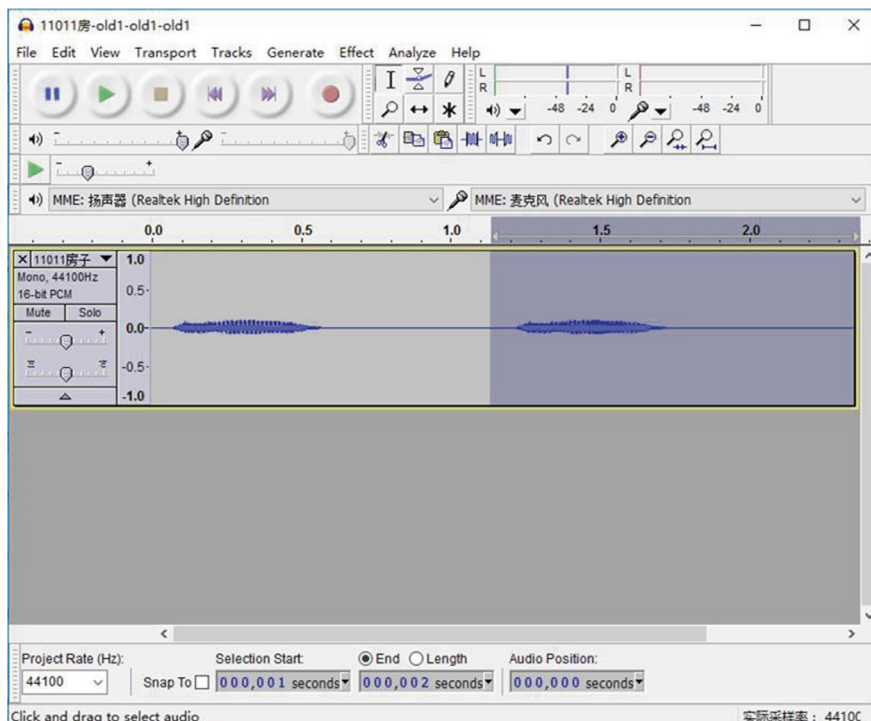 11011房-old1-old1-old1
File Edit View Transport Tracks Generate Effect Analyze Help
L
R
-48 -24 0
L
R
-48 -24 0
MME: 扬声器 (Realtek High Definition
MME: 麦克风 (Realtek High Definition
0.0 0.5 1.0 1.5 2.0
11011房子
Mono, 44100Hz
16-bit PCM
Mute Solo
1.0
0.5
0.0
-0.5
-1.0
Project Rate (Hz): Selection Start: End Length Audio Position:
44100 Snap To 000,001 seconds 000,002 seconds 000,000 seconds
Click and drag to select audio
实际采样率: 4410